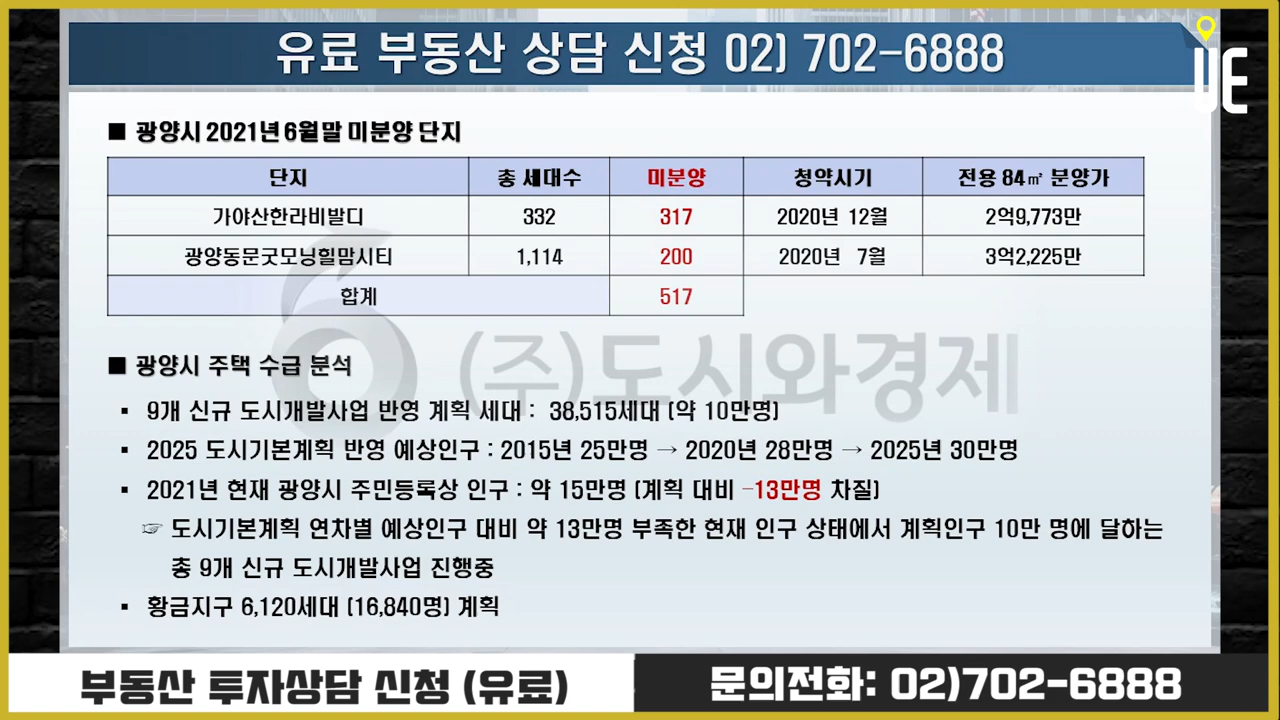 유료 부동산 상담 신청 02) 702-6888
UE
■ 광양시 2021년 6월말 미분양 단지
단지 총 세대수 미분양 청약시기 전용 84㎡ 분양가
가야산한라비발디 332 317 2020년 12월 2억9,773만
광양동문굿모닝힐맘시티 1,114 200 2020년 7월 3억2,225만
합계 517
(주)도시와경제
■ 광양시 주택 수급 분석
▪ 9개 신규 도시개발사업 반영 계획 세대 : 38,515세대 (약 10만명)
▪ 2025 도시기본계획 반영 예상인구 : 2015년 25만명 → 2020년 28만명 → 2025년 30만명
▪ 2021년 현재 광양시 주민등록상 인구 : 약 15만명 (계획 대비 -13만명 차질)
☞ 도시기본계획 연차별 예상인구 대비 약 13만명 부족한 현재 인구 상태에서 계획인구 10만 명에 달하는
총 9개 신규 도시개발사업 진행중
▪ 황금지구 6,120세대 (16,840명) 계획
부동산 투자상담 신청 (유료)
문의전화: 02)702-6888